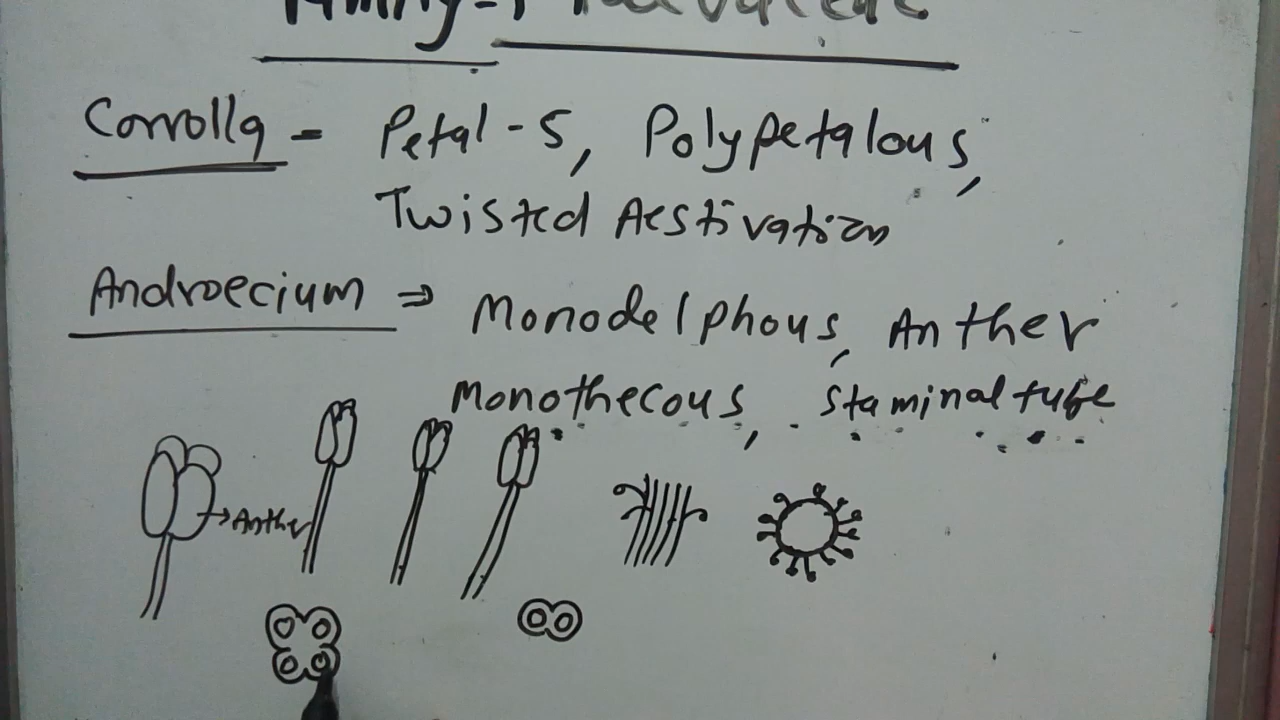 Corrolla = Petal-5, Polypetalous,
Twisted Aestivation
Androecium ⇒ Monodelphous, Anther
Monothecous, Staminal tube
→Anther